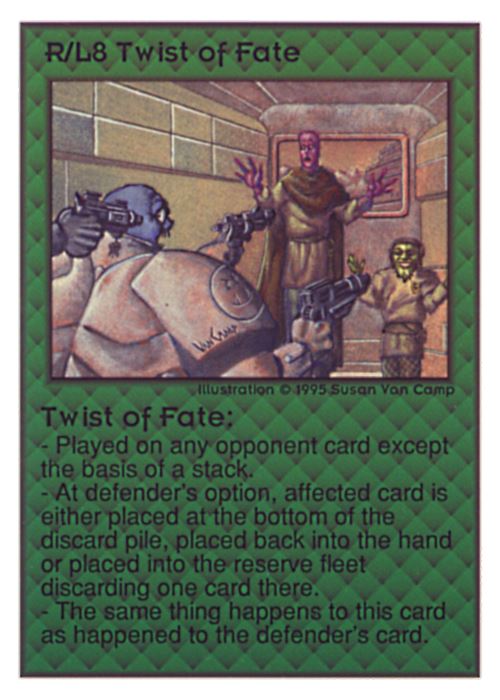 R/L8 Twist of Fate
Van Camp
Illustration © 1995 Susan Van Camp
Twist of Fate:
- Played on any opponent card except
the basis of a stack.
- At defender's option, affected card is
either placed at the bottom of the
discard pile, placed back into the hand
or placed into the reserve fleet
discarding one card there.
- The same thing happens to this card
as happened to the defender's card.